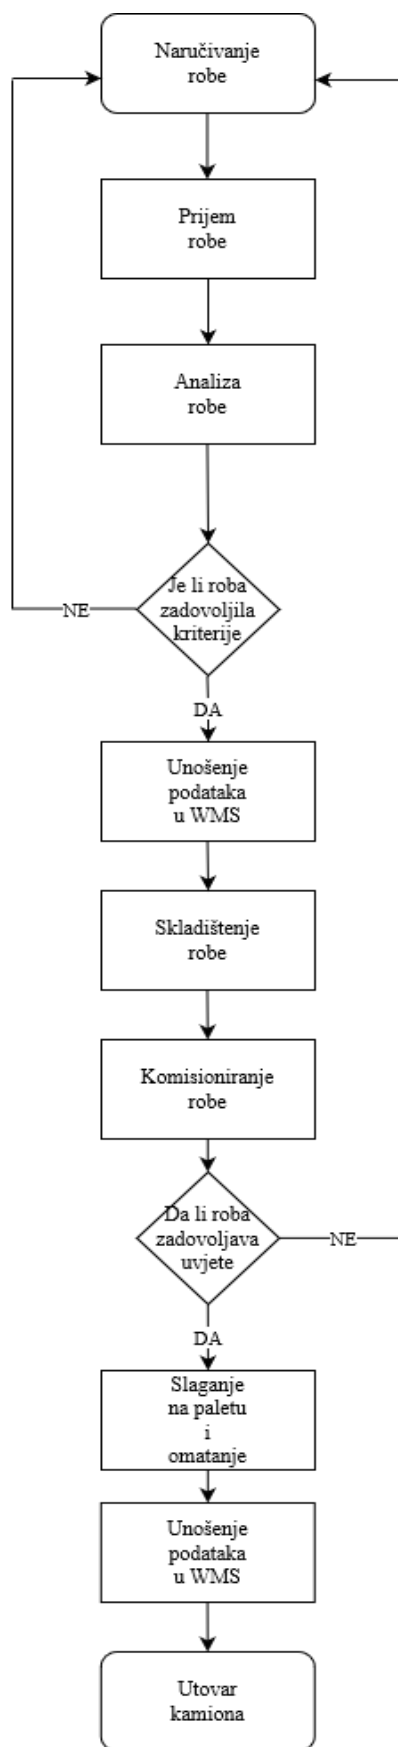 Naručivanje
robe
Prijem
robe
Analiza
robe
Je li roba
zadovoljila
kriterije
NE
DA
Unošenje
podataka
u WMS
Skladištenje
robe
Komisioniranje
robe
Da li roba
zadovoljava
uvjete
NE
DA
Slaganje
na paletu
i
omatanje
Unošenje
podataka
u WMS
Utovar
kamiona